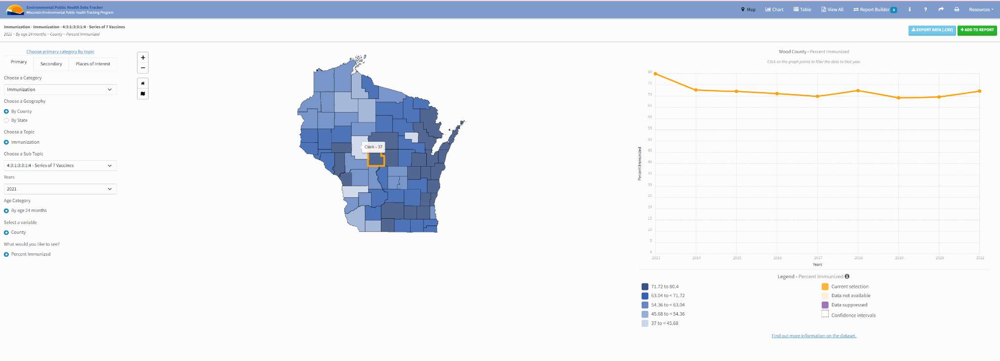 Environmental Public Health Data Tracker
Wisconsin Environmental Public Health Tracking Program
Map
Chart
Table
View All
Report Builder 0
i
?
Resources
Immunization - Immunization - 4:3:1:3:3:1:4 - Series of 7 Vaccines
2021 ~ By age 24 months ~ County ~ Percent Immunized
EXPORT DATA (.CSV)
+ ADD TO REPORT
Choose primary category by topic
Primary
Secondary
Places of Interest
Choose a Category
Immunization
Choose a Geography
By County
By State
Choose a Topic
Immunization
Choose a Sub Topic
4:3:1:3:3:1:4 - Series of 7 Vaccines
Years
2021
Age Category
By age 24 months
Select a variable
County
What would you like to see?
Percent Immunized
+
−
Clark - 37
Wood County - Percent Immunized
Click on the graph points to filter the data to that year.
80
75
70
65
60
55
50
45
40
35
30
25
20
15
10
5
0
Percent Immunized
2013
2014
2015
2016
2017
2018
2019
2020
2021
Years
Legend - Percent Immunized
71.72 to 80.4
63.04 to < 71.72
54.36 to < 63.04
45.68 to < 54.36
37 to < 45.68
Current selection
Data not available
Data suppressed
Confidence intervals
Find out more information on the dataset.